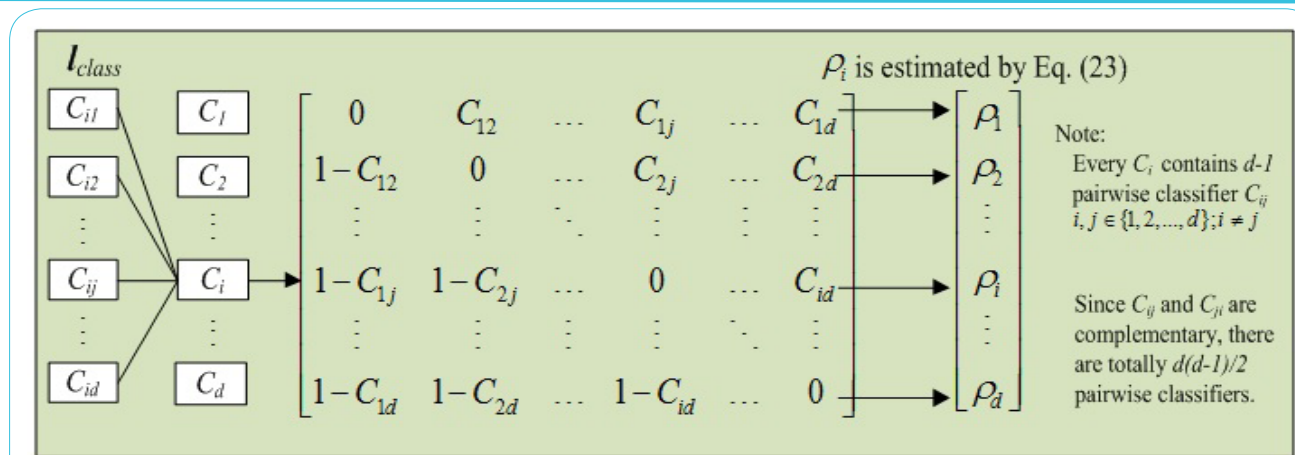 l_class
ρ_i is estimated by Eq. (23)
C_i1 C_1 0 C_12 … C_1j … C_1d ρ_1
C_i2 C_2 1−C_12 0 … C_2j … C_2d ρ_2
⋮ ⋮ ⋮ ⋮ ⋱ ⋮ ⋮ ⋮ ⋮
C_ij C_i 1−C_1j 1−C_2j … 0 … C_id ρ_i
⋮ ⋮ ⋮ ⋮ ⋮ ⋮ ⋱ ⋮ ⋮
C_id C_d 1−C_1d 1−C_2d … 1−C_id … 0 ρ_d
Note:
Every C_i contains d-1
pairwise classifier C_ij
i, j ∈ {1, 2, ..., d}; i ≠ j
Since C_ij and C_ji are
complementary, there
are totally d(d-1)/2
pairwise classifiers.